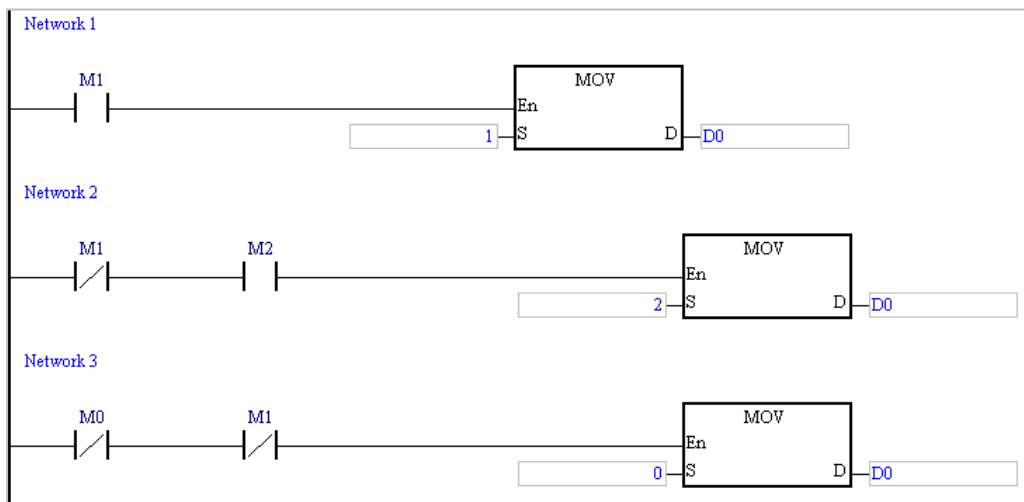 Network 1
M1
MOV
En
1 S D D0
Network 2
M1 M2
MOV
En
2 S D D0
Network 3
M0 M1
MOV
En
0 S D D0